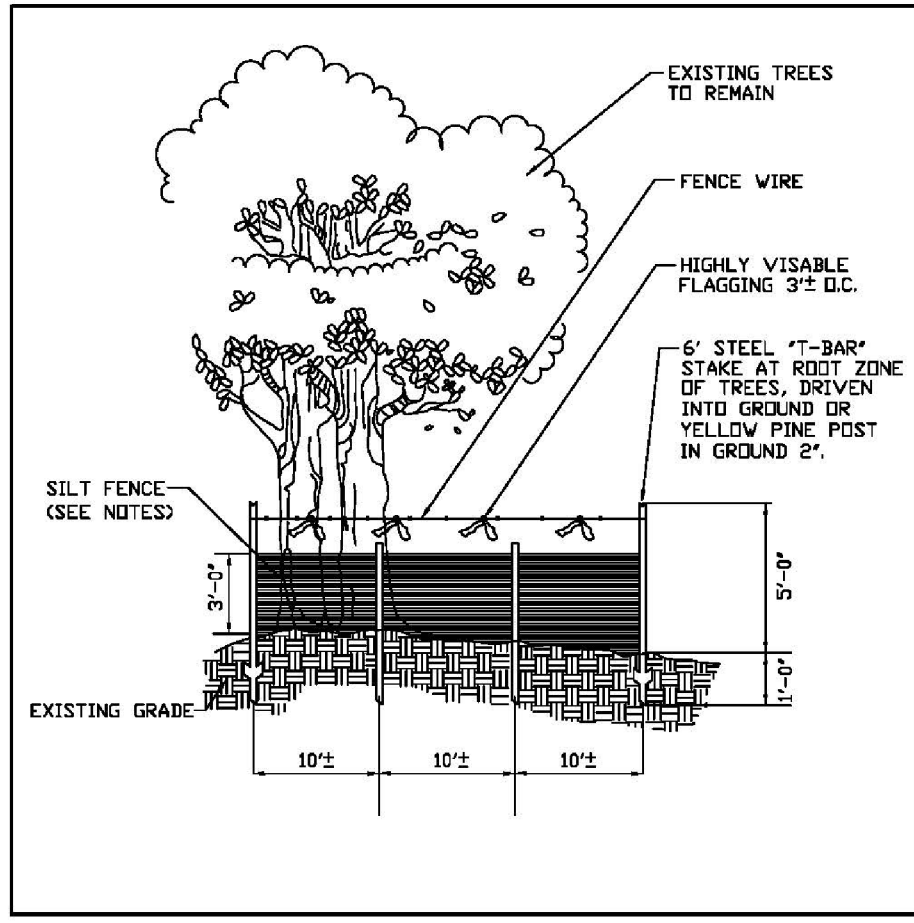 EXISTING TREES
TO REMAIN
FENCE WIRE
HIGHLY VISABLE
FLAGGING 3'± O.C.
6' STEEL "T-BAR"
STAKE AT ROOT ZONE
OF TREES, DRIVEN
INTO GROUND OR
YELLOW PINE POST
IN GROUND 2".
SILT FENCE
(SEE NOTES)
3'-0"
5'-0"
1'-0"
EXISTING GRADE
10'±
10'±
10'±